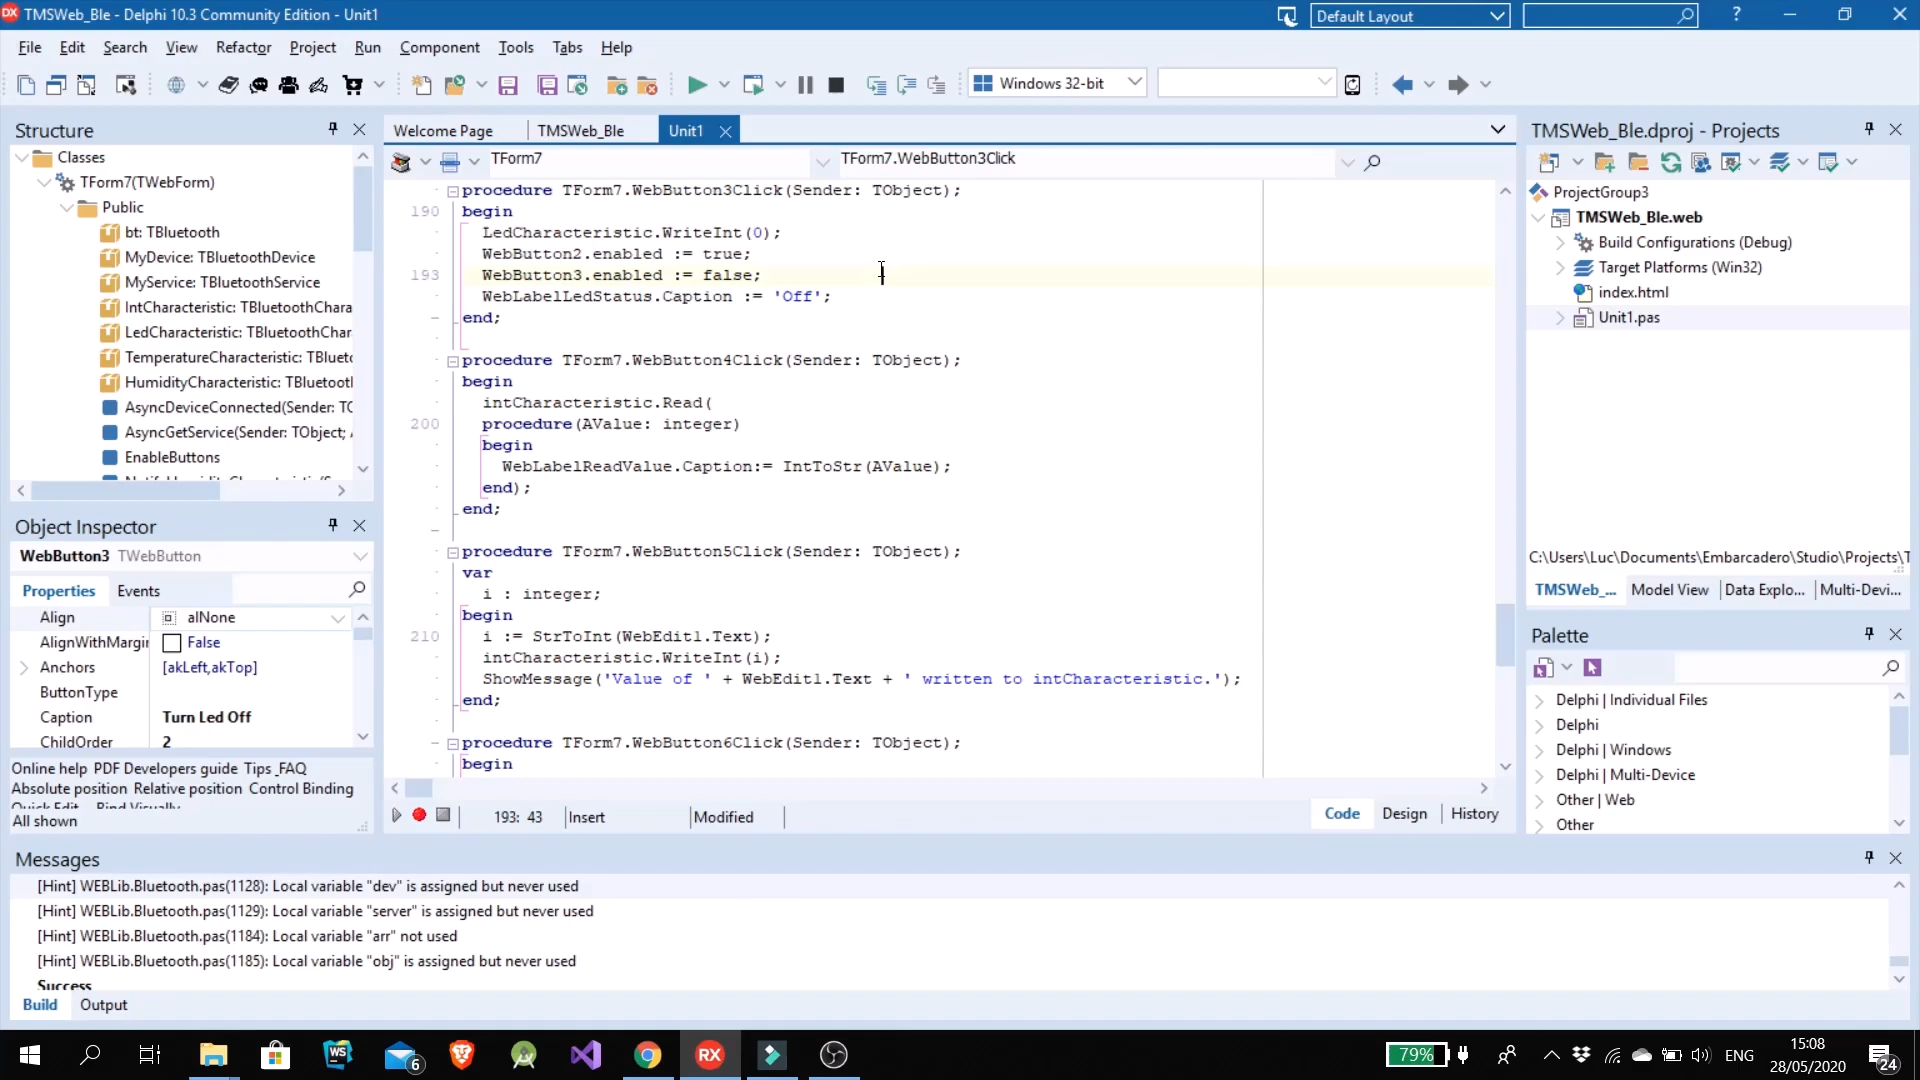 TMSWeb_Ble - Delphi 10.3 Community Edition - Unit1
Default Layout
File Edit Search View Refactor Project Run Component Tools Tabs Help
Windows 32-bit
Structure
Classes
TForm7(TWebForm)
Public
bt: TBluetooth
MyDevice: TBluetoothDevice
MyService: TBluetoothService
IntCharacteristic: TBluetoothChara
LedCharacteristic: TBluetoothChar
TemperatureCharacteristic: TBluet
HumidityCharacteristic: TBluetooth
AsyncDeviceConnected(Sender: TO
AsyncGetService(Sender: TObject;
EnableButtons
Object Inspector
WebButton3 TWebButton
Properties Events
Align alNone
AlignWithMargi False
Anchors [akLeft,akTop]
ButtonType
Caption Turn Led Off
ChildOrder 2
Online help PDF Developers guide Tips _FAQ
Absolute position Relative position Control Binding
Quick Edit... Bind Visually...
All shown
Welcome Page TMSWeb_Ble Unit1
TForm7 TForm7.WebButton3Click
procedure TForm7.WebButton3Click(Sender: TObject);
190 begin
LedCharacteristic.WriteInt(0);
WebButton2.enabled := true;
193 WebButton3.enabled := false;
WebLabelLedStatus.Caption := 'Off';
end;
procedure TForm7.WebButton4Click(Sender: TObject);
begin
intCharacteristic.Read(
200 procedure(AValue: integer)
begin
WebLabelReadValue.Caption:= IntToStr(AValue);
end);
end;
procedure TForm7.WebButton5Click(Sender: TObject);
var
i : integer;
begin
210 i := StrToInt(WebEdit1.Text);
intCharacteristic.WriteInt(i);
ShowMessage('Value of ' + WebEdit1.Text + ' written to intCharacteristic.');
end;
procedure TForm7.WebButton6Click(Sender: TObject);
begin
193: 43 Insert Modified
Code Design History
TMSWeb_Ble.dproj - Projects
ProjectGroup3
TMSWeb_Ble.web
Build Configurations (Debug)
Target Platforms (Win32)
index.html
Unit1.pas
C:\Users\Luc\Documents\Embarcadero\Studio\Projects\T
TMSWeb_... Model View Data Explo... Multi-Devi...
Palette
Delphi | Individual Files
Delphi
Delphi | Windows
Delphi | Multi-Device
Other | Web
Other
Messages
[Hint] WEBLib.Bluetooth.pas(1128): Local variable "dev" is assigned but never used
[Hint] WEBLib.Bluetooth.pas(1129): Local variable "server" is assigned but never used
[Hint] WEBLib.Bluetooth.pas(1184): Local variable "arr" not used
[Hint] WEBLib.Bluetooth.pas(1185): Local variable "obj" is assigned but never used
Success
Build Output
WS
6
RX
79%
ENG
15:08
28/05/2020
24